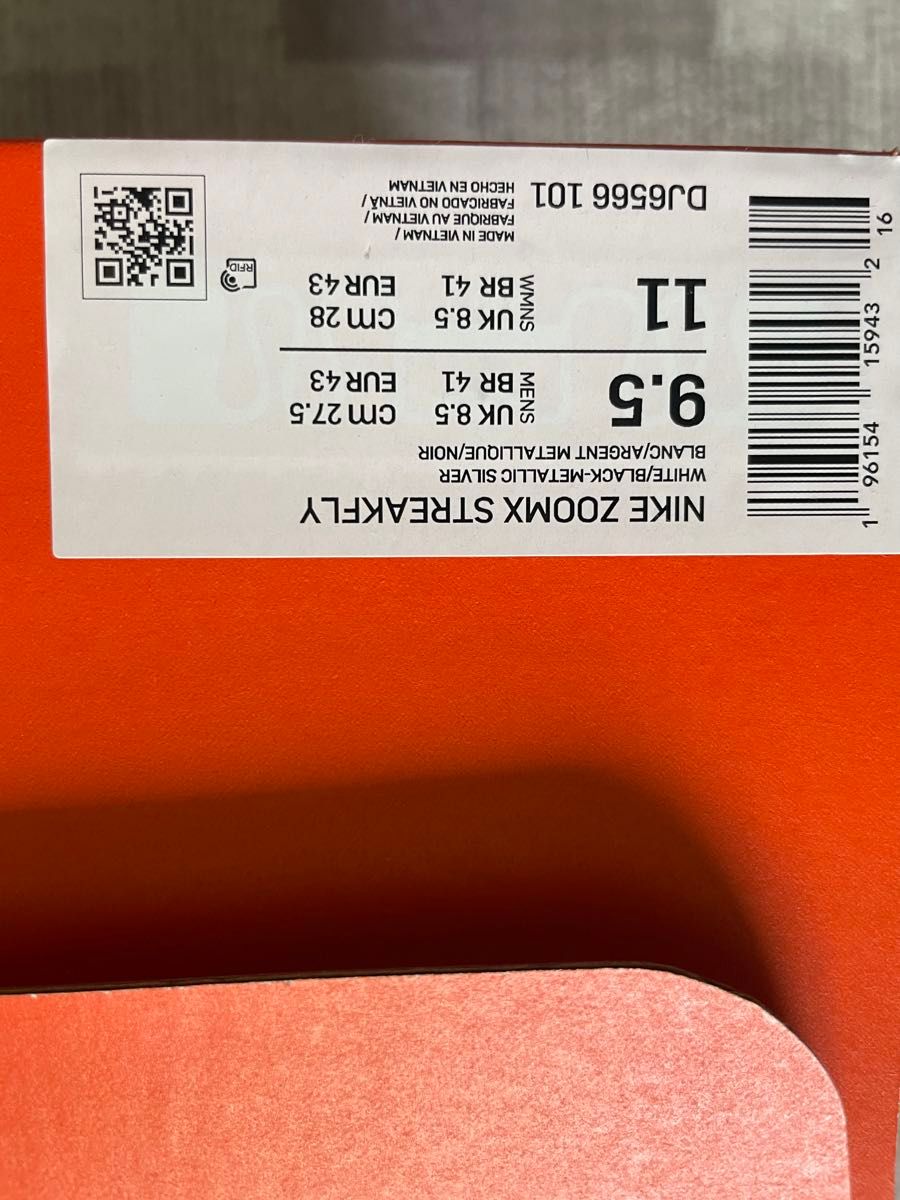 NIKE ZOOMX STREAKFLY
WHITE/BLACK-METALLIC SILVER
BLANC/ARGENT METALLIQUE/NOIR
9.5
MENS
UK 8.5 CM 27.5
BR 41 EUR 43
11
WMNS
UK 8.5 CM 28
BR 41 EUR 43
DJ6566 101
MADE IN VIETNAM /
FABRIQUE AU VIETNAM /
FABRICADO NO VIETNÃ /
HECHO EN VIETNAM
RFID
1 96154 15943 2 16